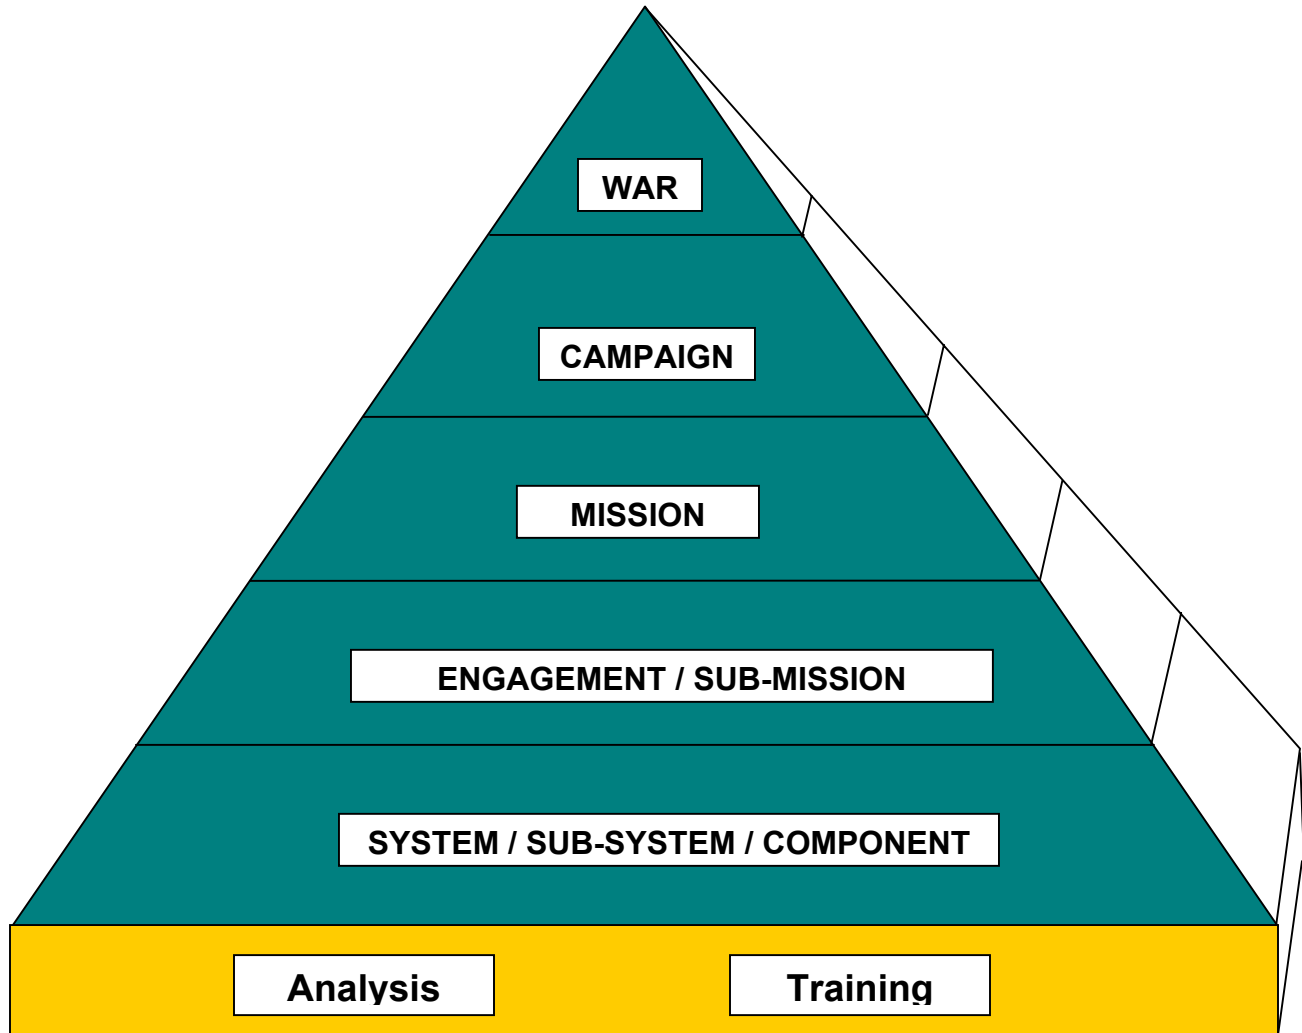 WAR
CAMPAIGN
MISSION
ENGAGEMENT / SUB-MISSION
SYSTEM / SUB-SYSTEM / COMPONENT
Analysis
Training